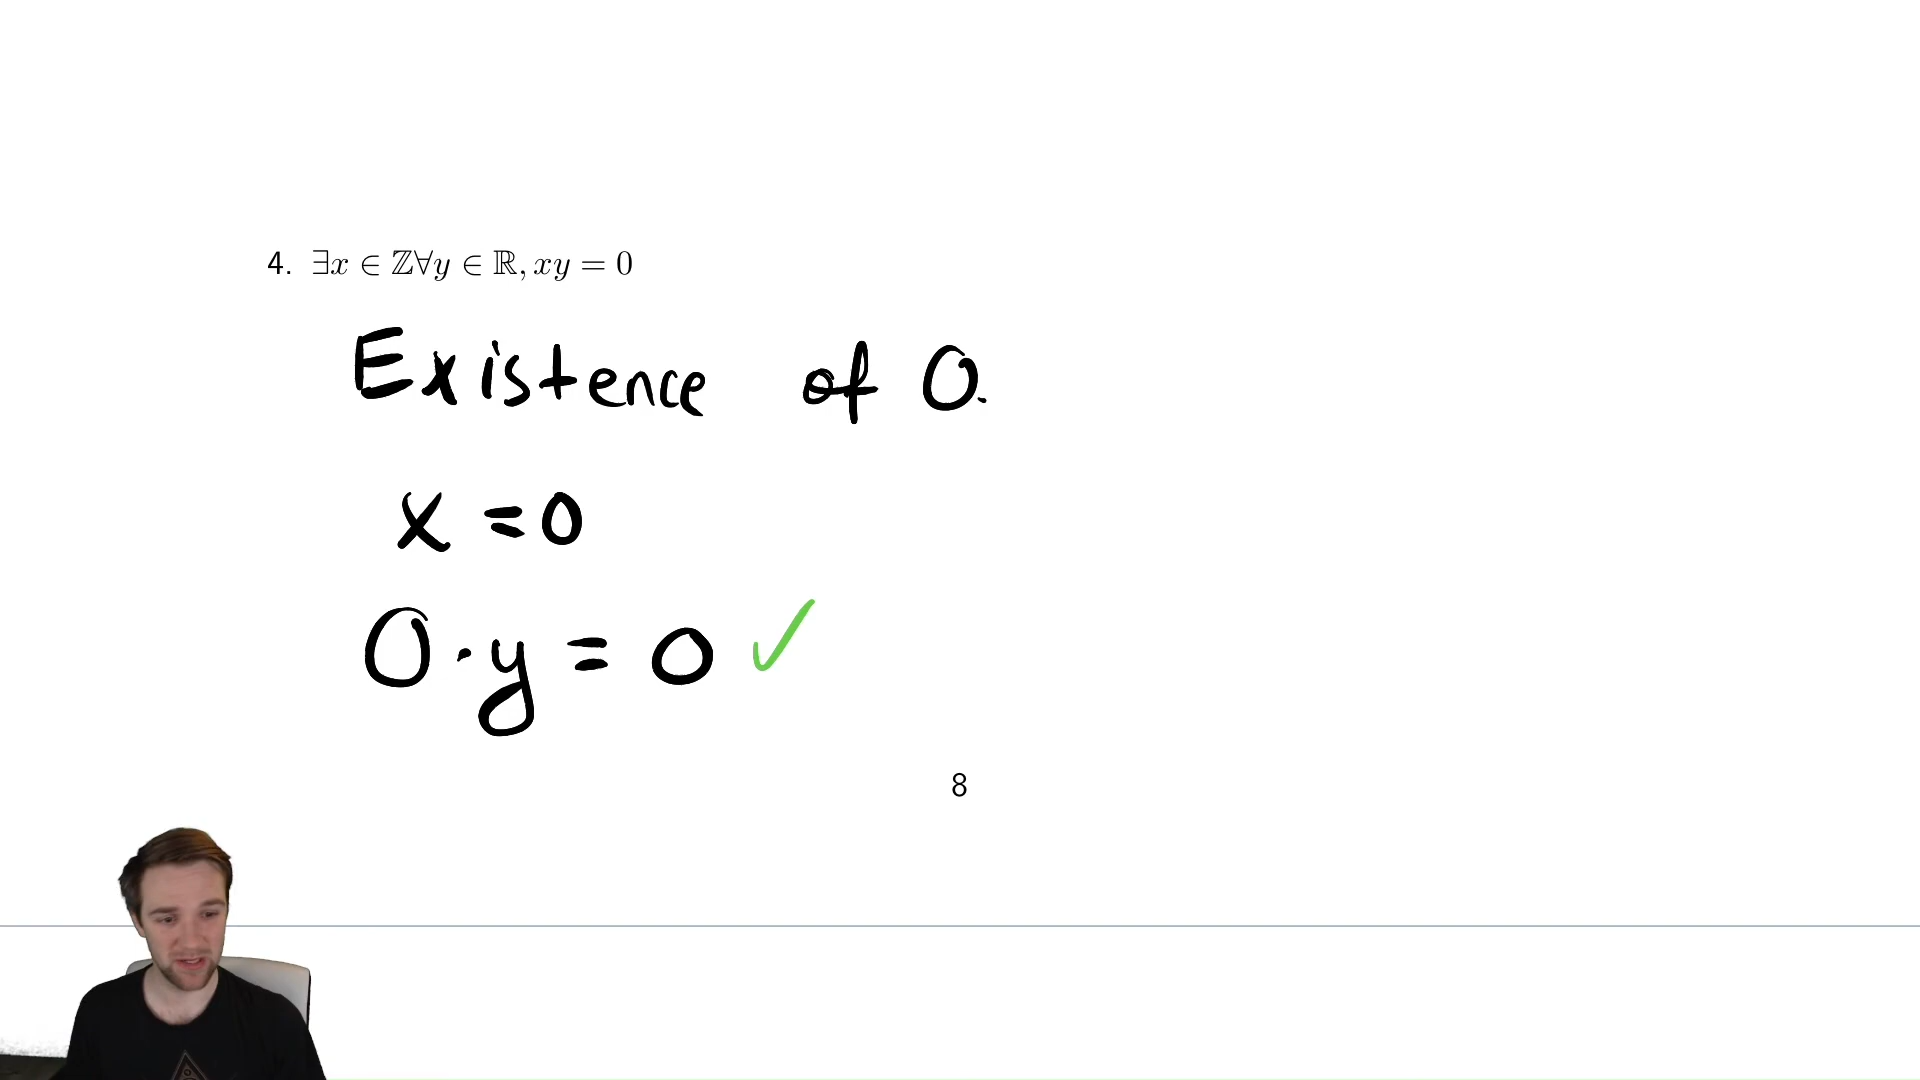 4. ∃x ∈ ℤ∀y ∈ ℝ, xy = 0
Existence of 0.
x = 0
0 · y = 0 ✓
8